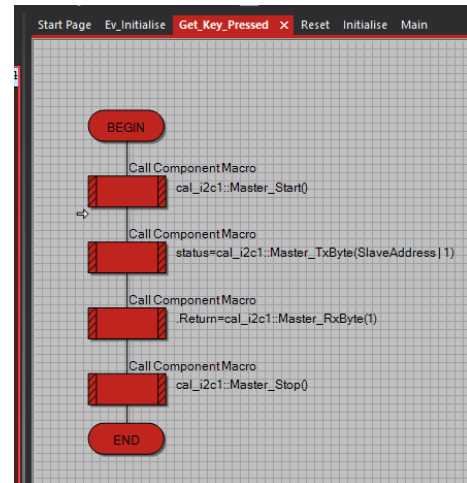 Start Page Ev_Initialise Get_Key_Pressed X Reset Initialise Main
BEGIN
Call Component Macro
cal_i2c1::Master_Start()
Call Component Macro
status=cal_i2c1::Master_TxByte(SlaveAddress|1)
Call Component Macro
.Return=cal_i2c1::Master_RxByte(1)
Call Component Macro
cal_i2c1::Master_Stop()
END